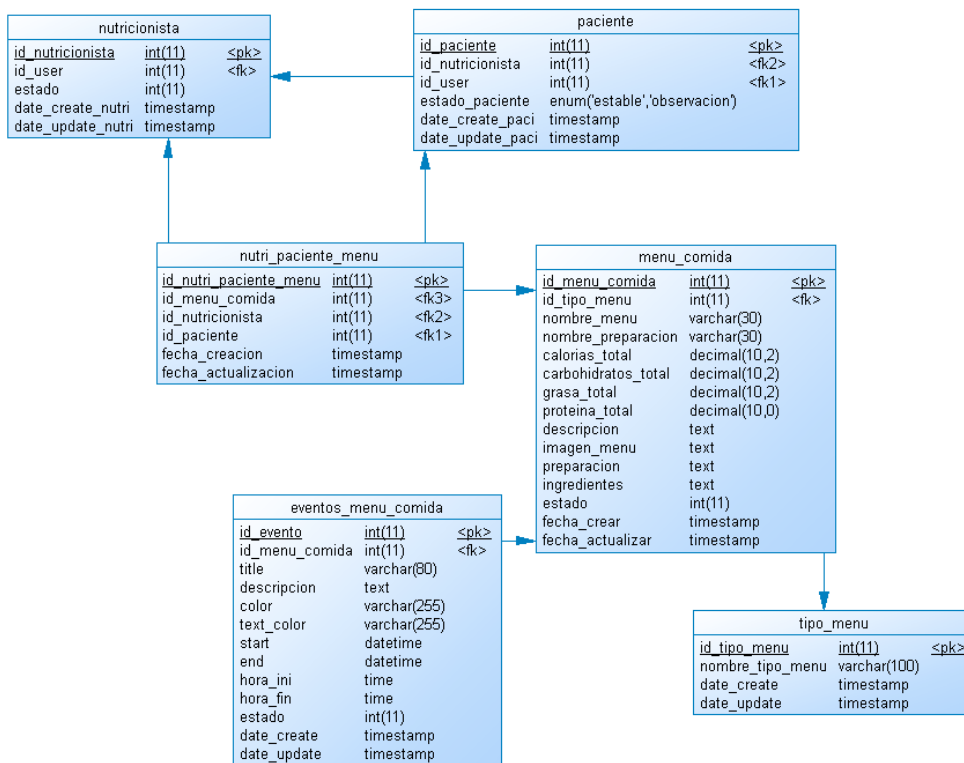 nutricionista
id_nutricionista int(11) <pk>
id_user int(11) <fk>
estado int(11)
date_create_nutri timestamp
date_update_nutri timestamp
paciente
id_paciente int(11) <pk>
id_nutricionista int(11) <fk2>
id_user int(11) <fk1>
estado_paciente enum('estable','observacion')
date_create_paci timestamp
date_update_paci timestamp
nutri_paciente_menu
id_nutri_paciente_menu int(11) <pk>
id_menu_comida int(11) <fk3>
id_nutricionista int(11) <fk2>
id_paciente int(11) <fk1>
fecha_creacion timestamp
fecha_actualizacion timestamp
menu_comida
id_menu_comida int(11) <pk>
id_tipo_menu int(11) <fk>
nombre_menu varchar(30)
nombre_preparacion varchar(30)
calorias_total decimal(10,2)
carbohidratos_total decimal(10,2)
grasa_total decimal(10,2)
proteina_total decimal(10,0)
descripcion text
imagen_menu text
preparacion text
ingredientes text
estado int(11)
fecha_crear timestamp
fecha_actualizar timestamp
eventos_menu_comida
id_evento int(11) <pk>
id_menu_comida int(11) <fk>
title varchar(80)
descripcion text
color varchar(255)
text_color varchar(255)
start datetime
end datetime
hora_ini time
hora_fin time
estado int(11)
date_create timestamp
date_update timestamp
tipo_menu
id_tipo_menu int(11) <pk>
nombre_tipo_menu varchar(100)
date_create timestamp
date_update timestamp